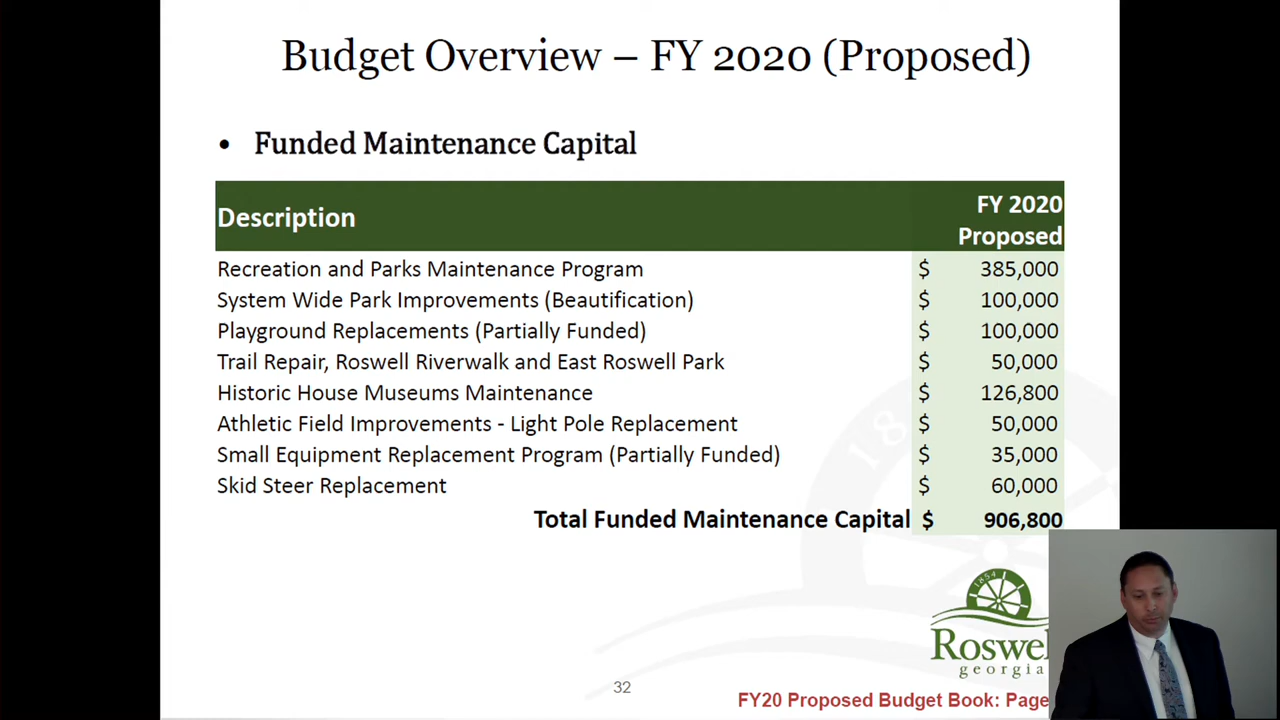 Budget Overview – FY 2020 (Proposed)
• Funded Maintenance Capital
Description FY 2020 Proposed
Recreation and Parks Maintenance Program $ 385,000
System Wide Park Improvements (Beautification) $ 100,000
Playground Replacements (Partially Funded) $ 100,000
Trail Repair, Roswell Riverwalk and East Roswell Park $ 50,000
Historic House Museums Maintenance $ 126,800
Athletic Field Improvements - Light Pole Replacement $ 50,000
Small Equipment Replacement Program (Partially Funded) $ 35,000
Skid Steer Replacement $ 60,000
Total Funded Maintenance Capital $ 906,800
1854
Roswel
georgia
32
FY20 Proposed Budget Book: Page